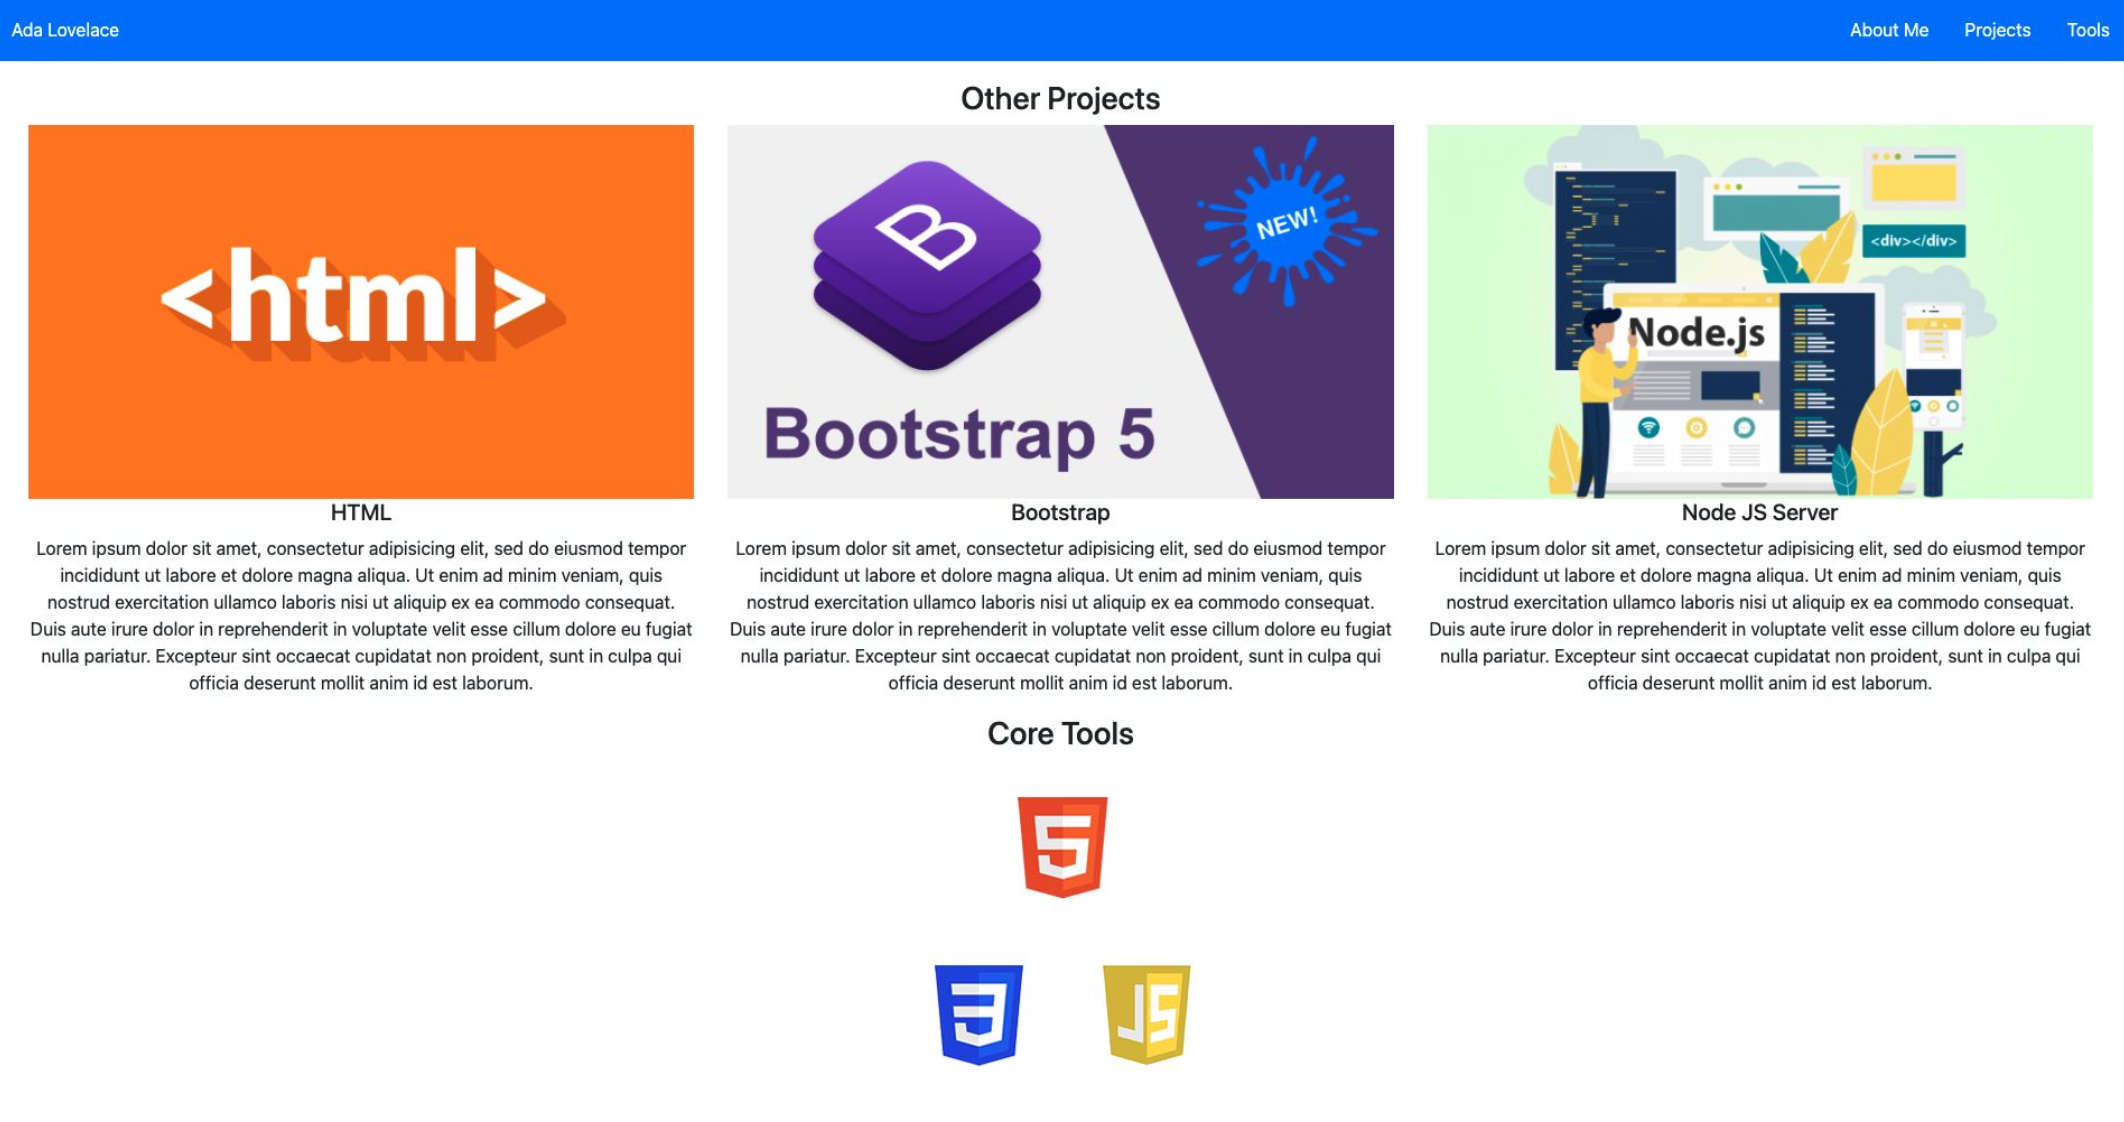 Ada Lovelace
About Me
Projects
Tools
Other Projects
<html>
B
NEW!
Bootstrap 5
<div></div>
Node.js
HTML
Lorem ipsum dolor sit amet, consectetur adipisicing elit, sed do eiusmod tempor
incididunt ut labore et dolore magna aliqua. Ut enim ad minim veniam, quis
nostrud exercitation ullamco laboris nisi ut aliquip ex ea commodo consequat.
Duis aute irure dolor in reprehenderit in voluptate velit esse cillum dolore eu fugiat
nulla pariatur. Excepteur sint occaecat cupidatat non proident, sunt in culpa qui
officia deserunt mollit anim id est laborum.
Bootstrap
Lorem ipsum dolor sit amet, consectetur adipisicing elit, sed do eiusmod tempor
incididunt ut labore et dolore magna aliqua. Ut enim ad minim veniam, quis
nostrud exercitation ullamco laboris nisi ut aliquip ex ea commodo consequat.
Duis aute irure dolor in reprehenderit in voluptate velit esse cillum dolore eu fugiat
nulla pariatur. Excepteur sint occaecat cupidatat non proident, sunt in culpa qui
officia deserunt mollit anim id est laborum.
Node JS Server
Lorem ipsum dolor sit amet, consectetur adipisicing elit, sed do eiusmod tempor
incididunt ut labore et dolore magna aliqua. Ut enim ad minim veniam, quis
nostrud exercitation ullamco laboris nisi ut aliquip ex ea commodo consequat.
Duis aute irure dolor in reprehenderit in voluptate velit esse cillum dolore eu fugiat
nulla pariatur. Excepteur sint occaecat cupidatat non proident, sunt in culpa qui
officia deserunt mollit anim id est laborum.
Core Tools
5
3
JS